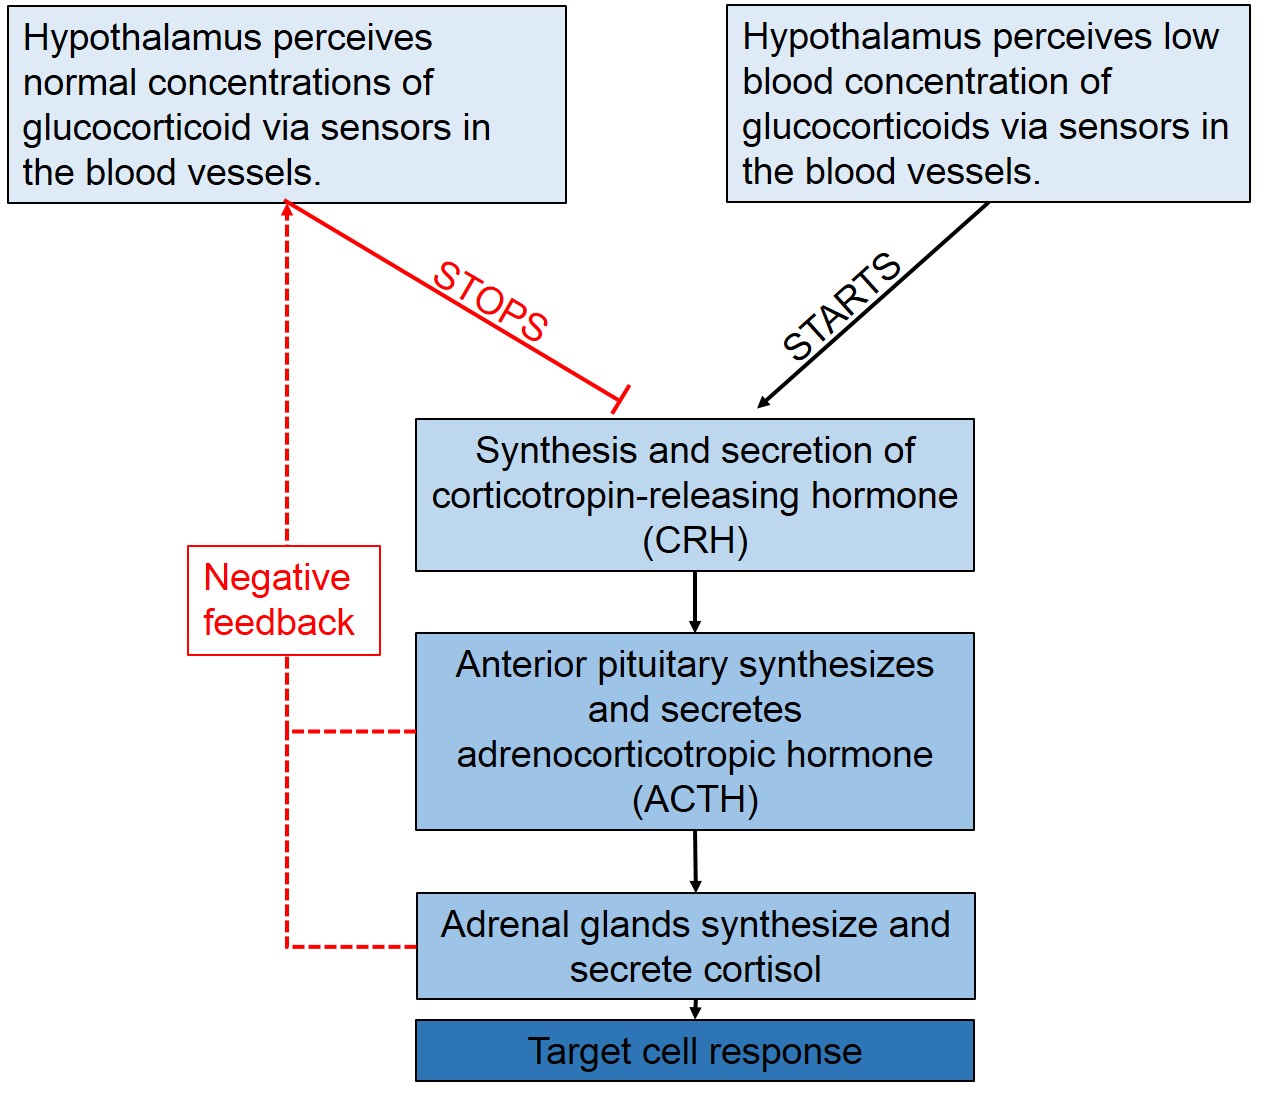 Hypothalamus perceives
normal concentrations of
glucocorticoid via sensors in
the blood vessels.
Hypothalamus perceives low
blood concentration of
glucocorticoids via sensors in
the blood vessels.
STOPS
STARTS
Synthesis and secretion of
corticotropin-releasing hormone
(CRH)
Negative
feedback
Anterior pituitary synthesizes
and secretes
adrenocorticotropic hormone
(ACTH)
Adrenal glands synthesize and
secrete cortisol
Target cell response